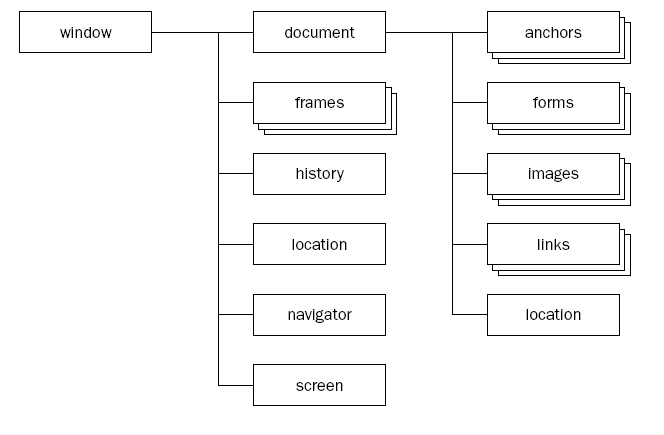 window
document
anchors
frames
forms
history
images
location
links
navigator
location
screen